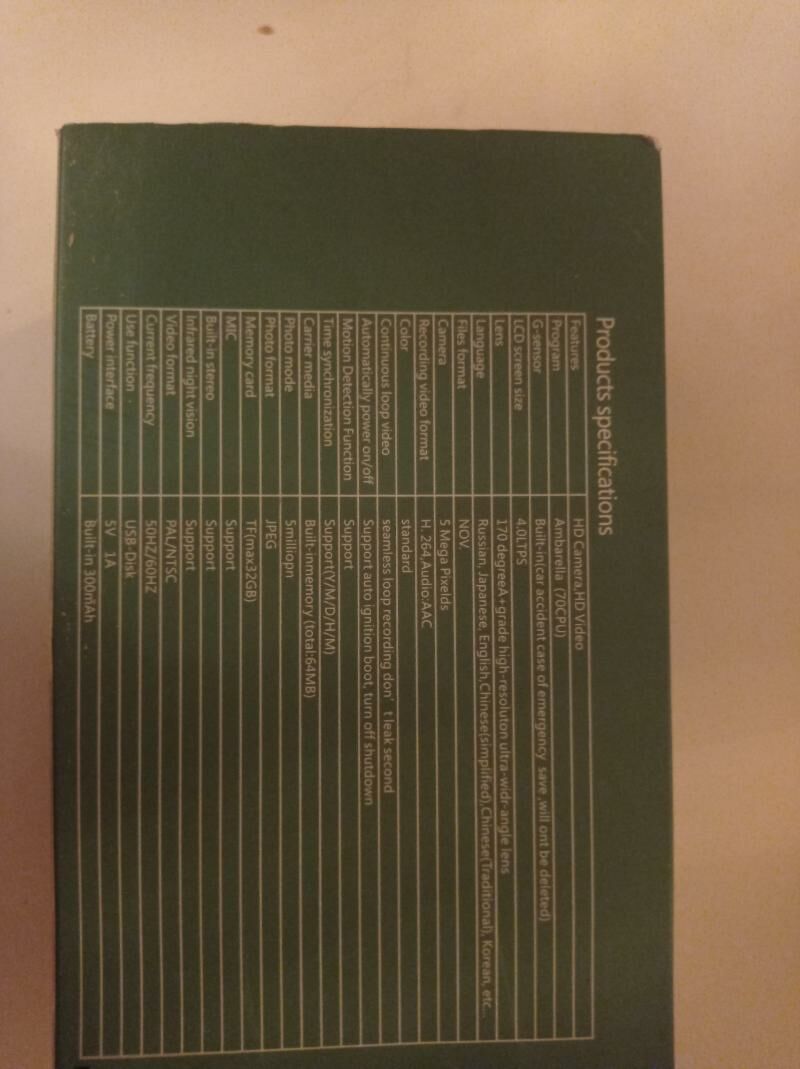 Products specifications
Features HD Camera,HD Video
Program Ambarella (70CPU)
G-sensor Built-in(car accident case of emergency save ,will ont be deleted)
LCD screen size 4.0LTPS
Lens 170 degreeA+grade high-resoluton ultra-widr-angle lens
Language Russian, Japanese, English,Chinese(simplified),Chinese(Traditional), Korean, etc...
Files format NOV.
Camera 5 Mega Pixelds
Recording video format H. 264,Audio:AAC
Color standard
Continuous loop video seamless loop recording don't leak second
Automatically power on/off Support auto ignition boot, turn off shutdown
Motion Detection Function Support
Time synchronization Support(Y/M/D/H/M)
Carrier media Built-inmemory (total:64MB)
Photo mode 5milliopn
Photo format JPEG
Memory card TF(max32GB)
MIC Support
Built-in stereo Support
Infrared night vision Support
Video format PAL/NTSC
Current frequency 50HZ/60HZ
Use function USB-Disk
Power interface 5V 1A
Battery Built-in 300mAh